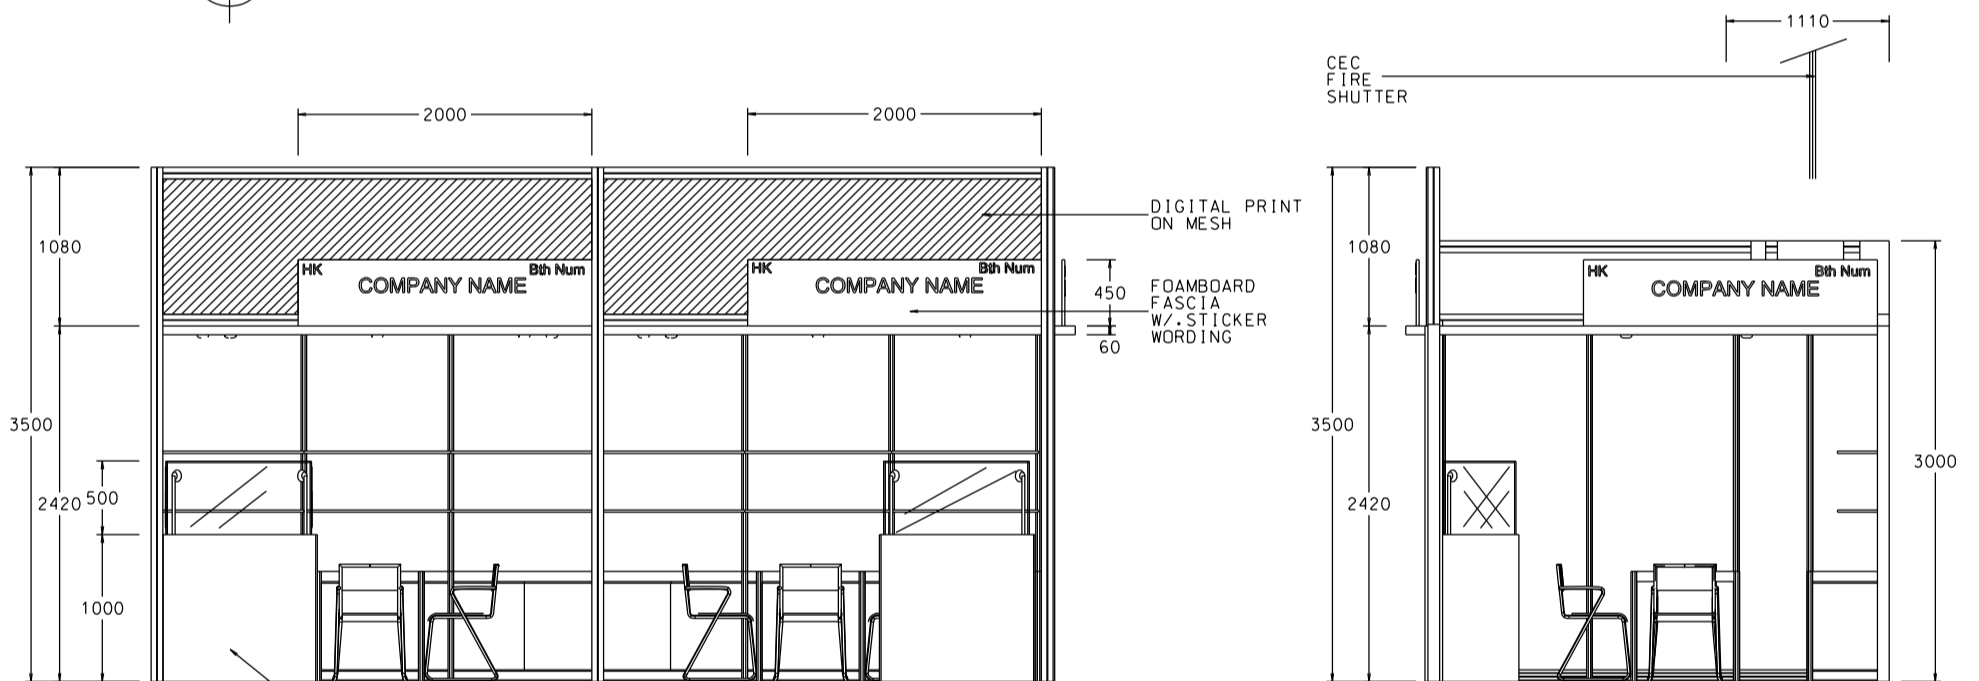 1110
CEC
FIRE
SHUTTER
2000
2000
DIGITAL PRINT
ON MESH
1080
1080
HK
Bth Num
COMPANY NAME
HK
Bth Num
COMPANY NAME
HK
Bth Num
COMPANY NAME
450
FOAMBOARD
FASCIA
W/.STICKER
WORDING
60
3500
3500
3000
2420
500
2420
1000